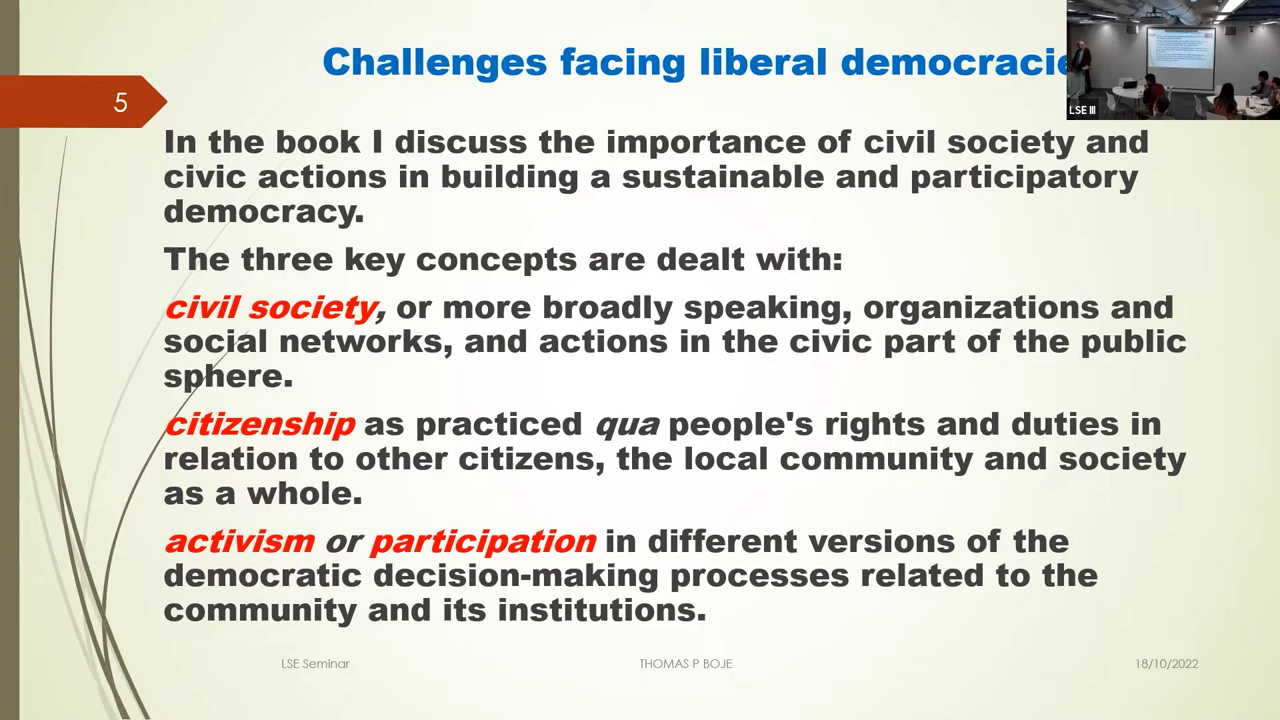 Challenges facing liberal democracie
5
LSE III
In the book I discuss the importance of civil society and
civic actions in building a sustainable and participatory
democracy.
The three key concepts are dealt with:
civil society, or more broadly speaking, organizations and
social networks, and actions in the civic part of the public
sphere.
citizenship as practiced qua people's rights and duties in
relation to other citizens, the local community and society
as a whole.
activism or participation in different versions of the
democratic decision-making processes related to the
community and its institutions.
LSE Seminar
THOMAS P BOJE
18/10/2022